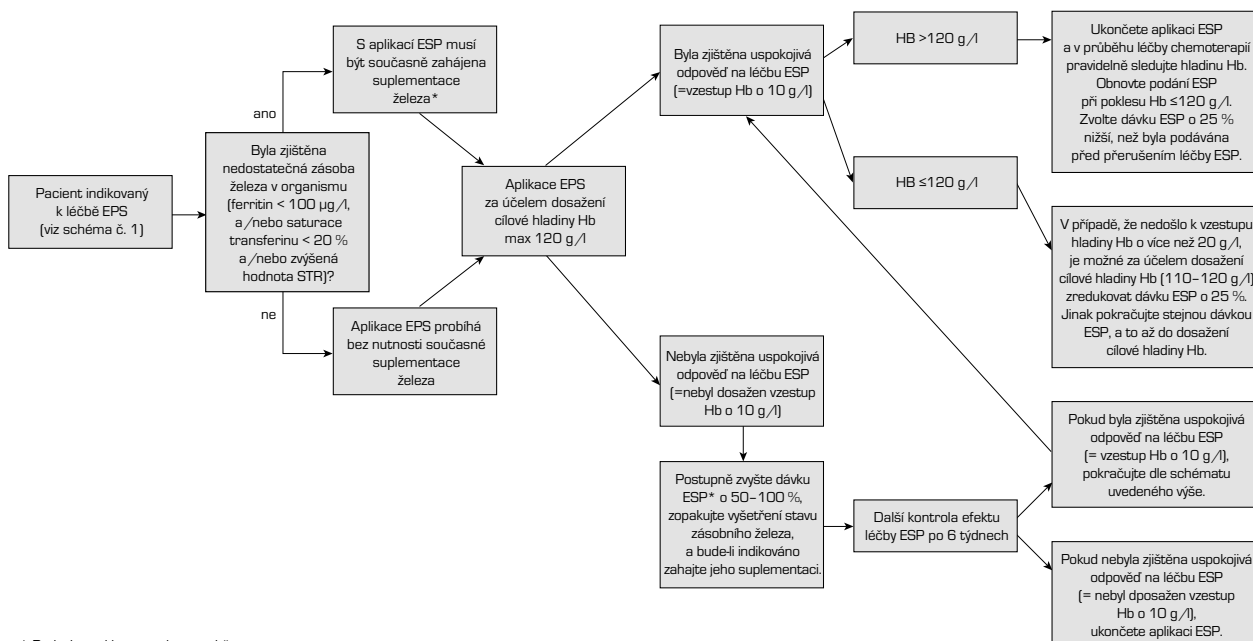 Pacient indikovaný
k léčbě EPS
(viz schéma č. 1)
ano
ne
Byla zjištěna
nedostatečná zásoba
železa v organismu
(ferritin < 100 µg/l,
a/nebo saturace
transferinu < 20 %
a/nebo zvýšená
hodnota STR)?
S aplikací ESP musí
být současně zahájena
suplementace
železa*
Aplikace EPS probíhá
bez nutnosti současné
suplementace
železa
Aplikace EPS
za účelem dosažení
cílové hladiny Hb
max 120 g/l
Byla zjištěna uspokojivá
odpověď na léčbu ESP
(=vzestup Hb o 10 g/l)
HB >120 g/l
Ukončete aplikaci ESP
a v průběhu léčby chemoterapií
pravidelně sledujte hladinu Hb.
Obnovte podání ESP
při poklesu Hb ≤120 g/l.
Zvolte dávku ESP o 25 %
nižší, než byla podávána
před přerušením léčby ESP.
HB ≤120 g/l
V případě, že nedošlo k vzestupu
hladiny Hb o více než 20 g/l,
je možné za účelem dosažení
cílové hladiny Hb (110–120 g/l)
zredukovat dávku ESP o 25 %.
Jinak pokračujte stejnou dávkou
ESP, a to až do dosažení
cílové hladiny Hb.
Nebyla zjištěna uspokojivá
odpověď na léčbu ESP
(=nebyl dosažen vzestup
Hb o 10 g/l)
Postupně zvyšte dávku
ESP* o 50–100 %,
zopakujte vyšetření stavu
zásobního železa,
a bude-li indikováno
zahajte jeho suplementaci.
Další kontrola efektu
léčby ESP po 6 týdnech
Pokud byla zjištěna uspokojivá
odpověď na léčbu ESP
(= vzestup Hb o 10 g/l),
pokračujte dle schématu
uvedeného výše.
Pokud nebyla zjištěna uspokojivá
odpověď na léčbu ESP
(= nebyl dposažen vzestup
Hb o 10 g/l),
ukončete aplikaci ESP.